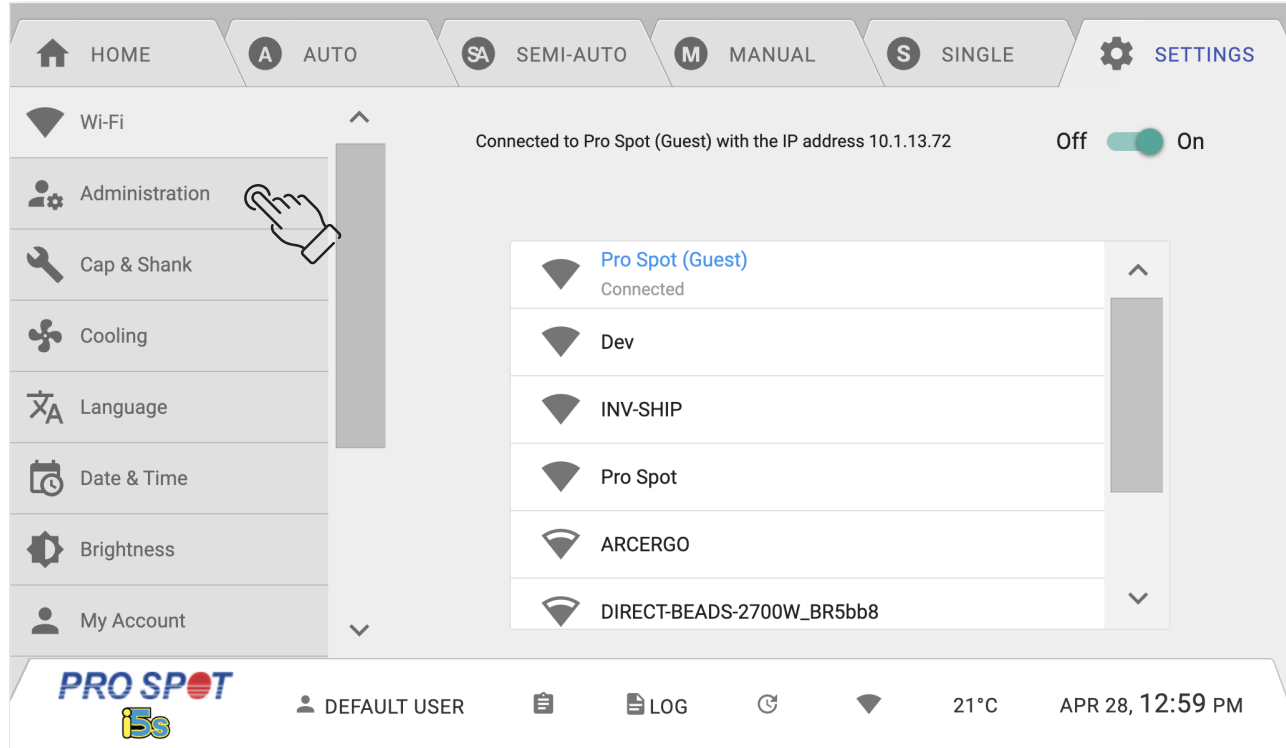 HOME
A AUTO
SA SEMI-AUTO
M MANUAL
S SINGLE
SETTINGS
Wi-Fi
Administration
Cap & Shank
Cooling
Language
Date & Time
Brightness
My Account
Connected to Pro Spot (Guest) with the IP address 10.1.13.72
Off On
Pro Spot (Guest)
Connected
Dev
INV-SHIP
Pro Spot
ARCERGO
DIRECT-BEADS-2700W_BR5bb8
PRO SPOT
i5s
DEFAULT USER
LOG
21°C
APR 28, 12:59 PM